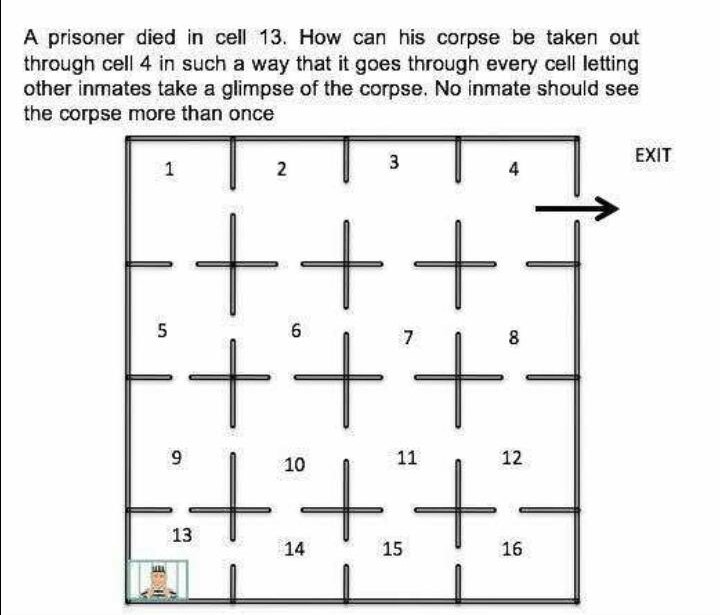 A prisoner died in cell 13. How can his corpse be taken out
through cell 4 in such a way that it goes through every cell letting
other inmates take a glimpse of the corpse. No inmate should see
the corpse more than once
EXIT
1 2 3 4
5 6 7 8
9 10 11 12
13 14 15 16